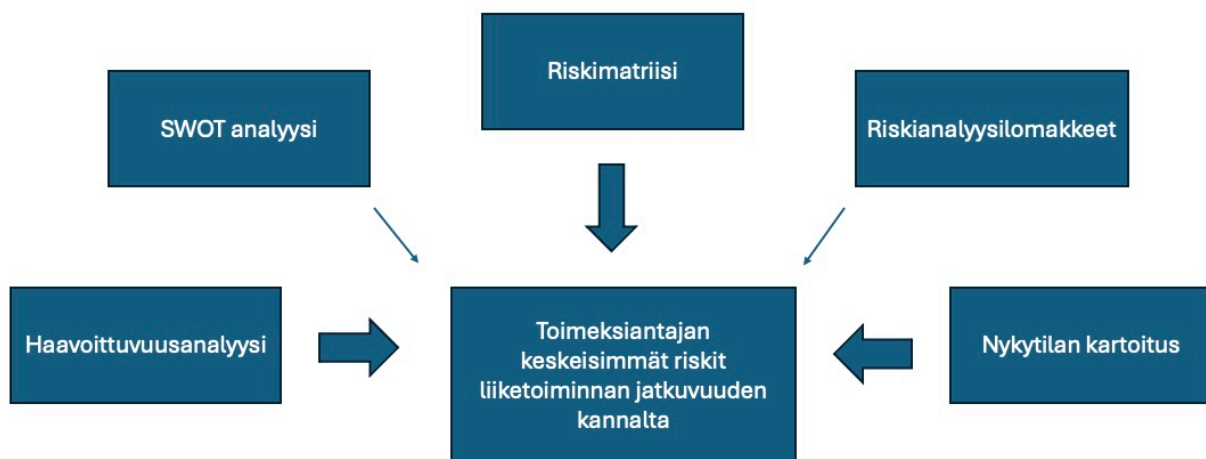 Riskimatriisi
SWOT analyysi
Riskianalyysilomakkeet
Haavoittuvuusanalyysi
Toimeksiantajan
keskeisimmät riskit
liiketoiminnan jatkuvuuden
kannalta
Nykytilan kartoitus